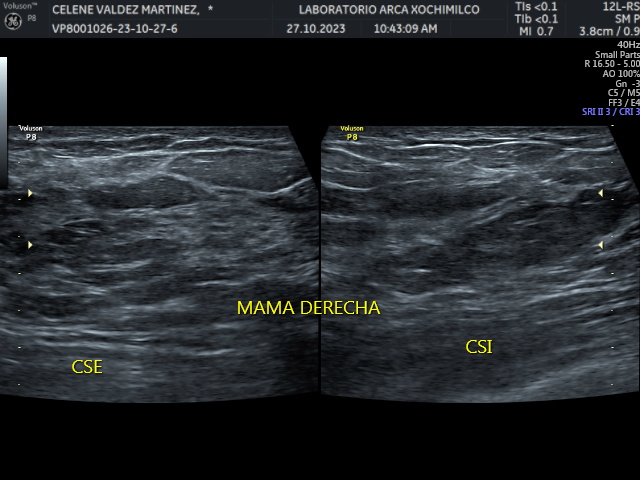 Voluson™
P8
CELENE VALDEZ MARTINEZ, *
LABORATORIO ARCA XOCHIMILCO
VP8001026-23-10-27-6
27.10.2023
10:43:09 AM
TIs <0.1
TIb <0.1
MI 0.7
12L-RS
SM P
3.8cm / 0.9
40Hz
Small Parts
R 16.50 - 5.00
AO 100%
Gn -3
C5 / M5
FF3 / E4
SRI II 3 / CRI 3
Voluson
P8
Voluson
P8
MAMA DERECHA
CSE
CSI